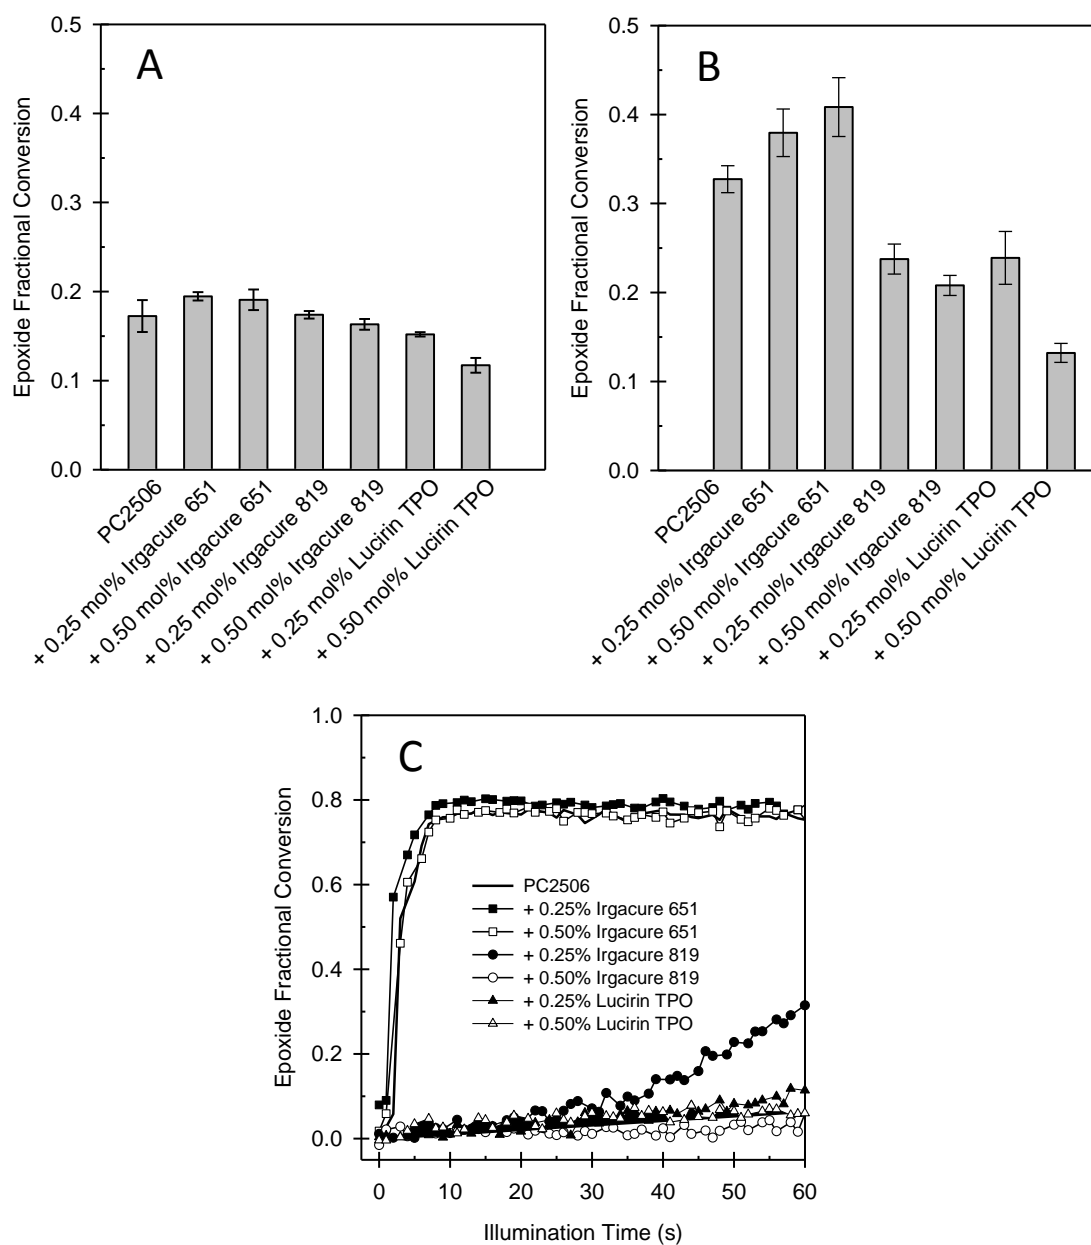 A
Epoxide Fractional Conversion
0.5
0.4
0.3
0.2
0.1
0.0
PC2506
+ 0.25 mol% Irgacure 651
+ 0.50 mol% Irgacure 651
+ 0.25 mol% Irgacure 819
+ 0.50 mol% Irgacure 819
+ 0.25 mol% Lucirin TPO
+ 0.50 mol% Lucirin TPO
B
Epoxide Fractional Conversion
0.5
0.4
0.3
0.2
0.1
0.0
PC2506
+ 0.25 mol% Irgacure 651
+ 0.50 mol% Irgacure 651
+ 0.25 mol% Irgacure 819
+ 0.50 mol% Irgacure 819
+ 0.25 mol% Lucirin TPO
+ 0.50 mol% Lucirin TPO
C
Epoxide Fractional Conversion
1.0
0.8
0.6
0.4
0.2
0.0
PC2506
+ 0.25% Irgacure 651
+ 0.50% Irgacure 651
+ 0.25% Irgacure 819
+ 0.50% Irgacure 819
+ 0.25% Lucirin TPO
+ 0.50% Lucirin TPO
0 10 20 30 40 50 60
Illumination Time (s)